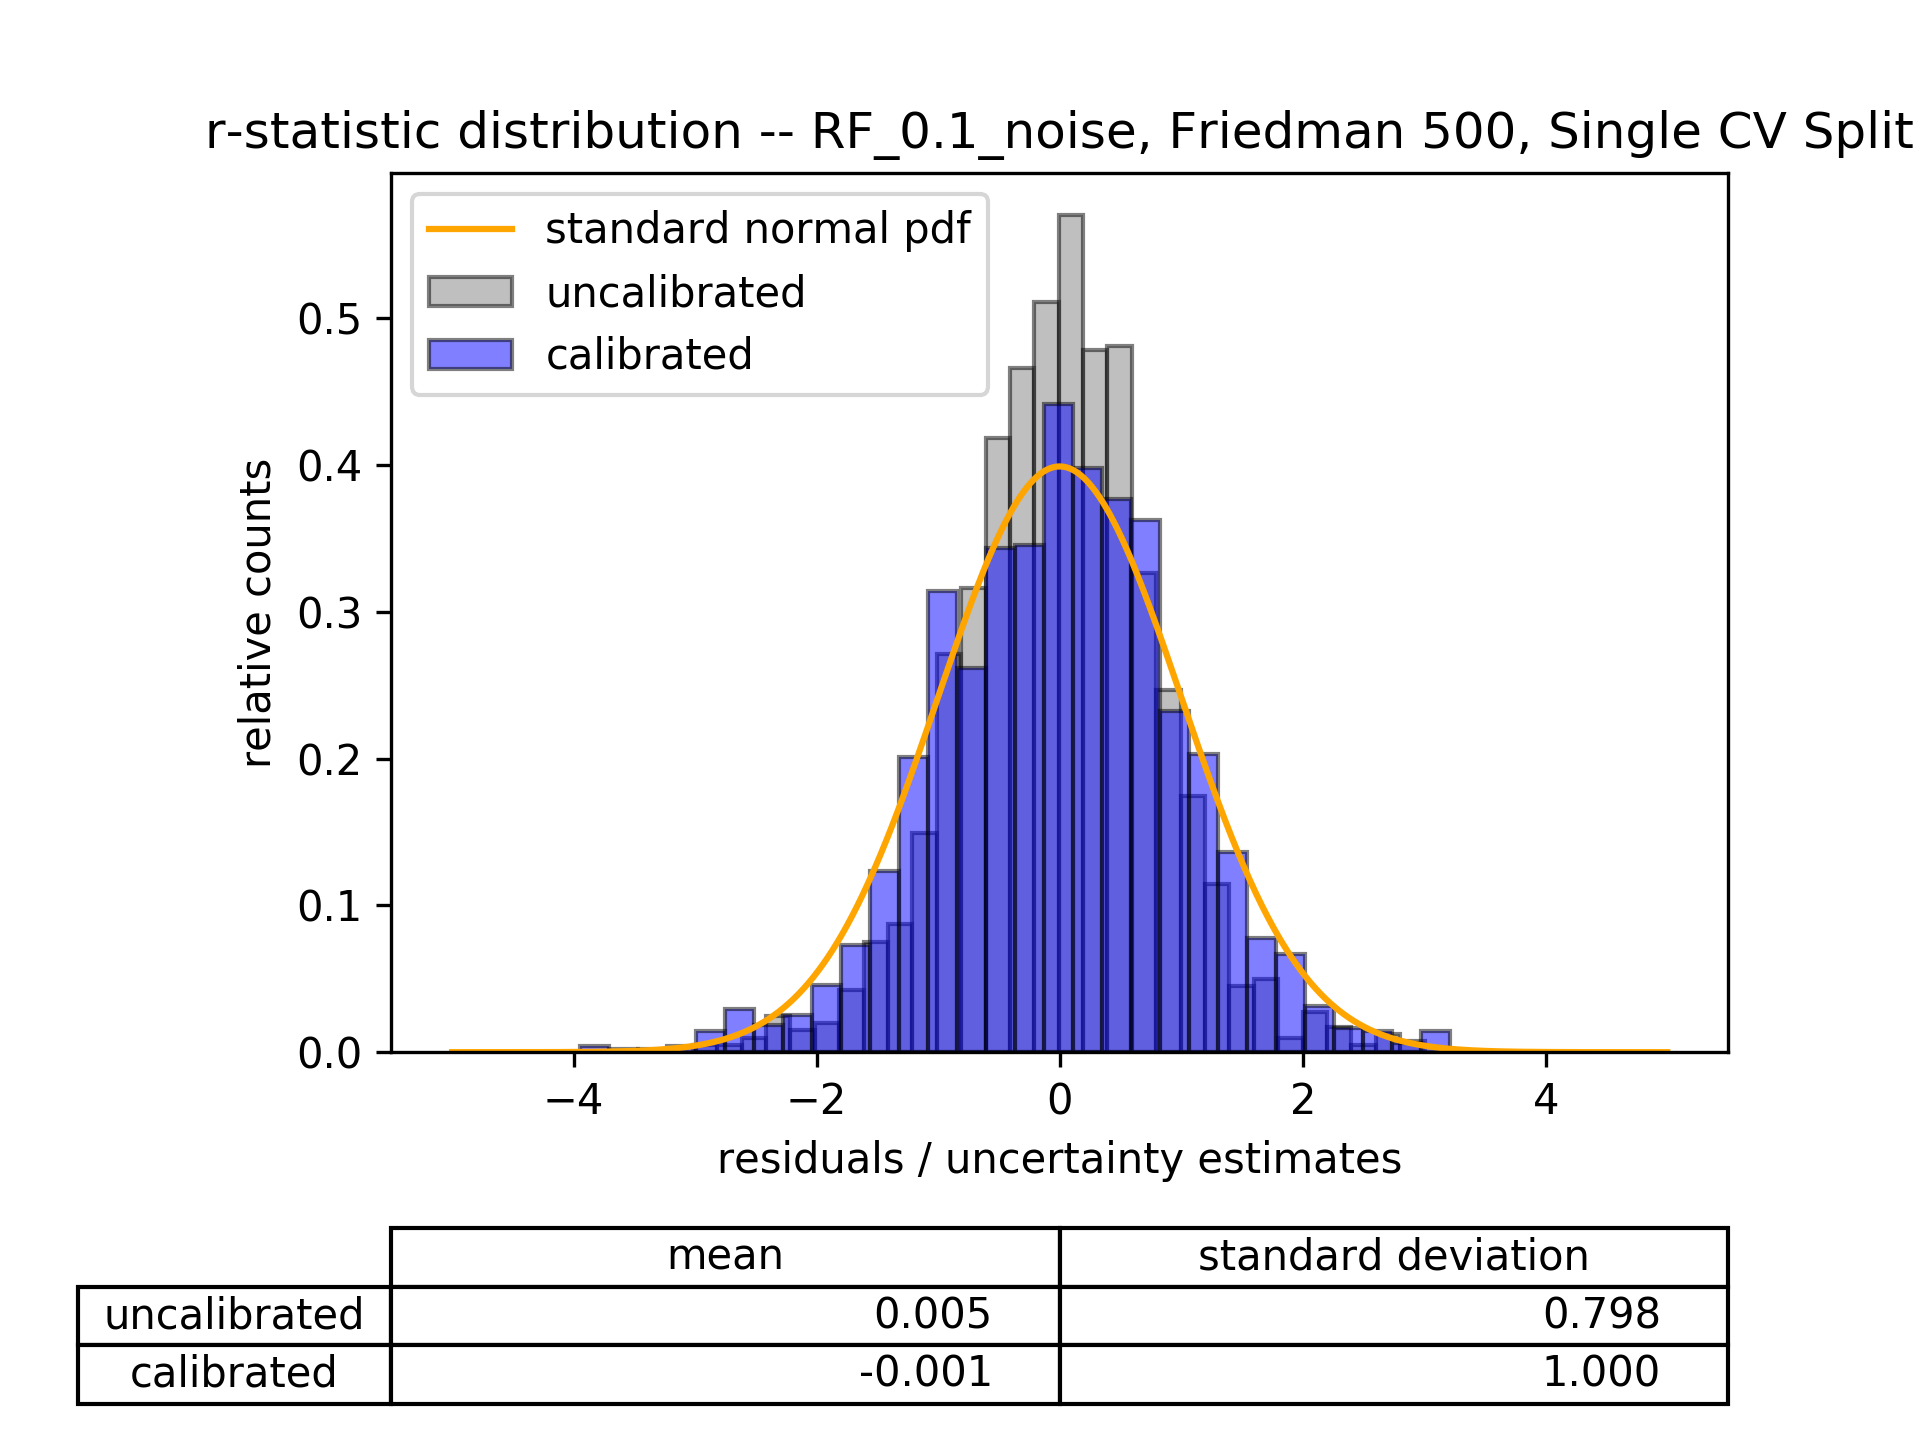 r-statistic distribution -- RF_0.1_noise, Friedman 500, Single CV Split
standard normal pdf
uncalibrated
calibrated
relative counts
0.5
0.4
0.3
0.2
0.1
0.0
−4 −2 0 2 4
residuals / uncertainty estimates
mean standard deviation
uncalibrated 0.005 0.798
calibrated -0.001 1.000